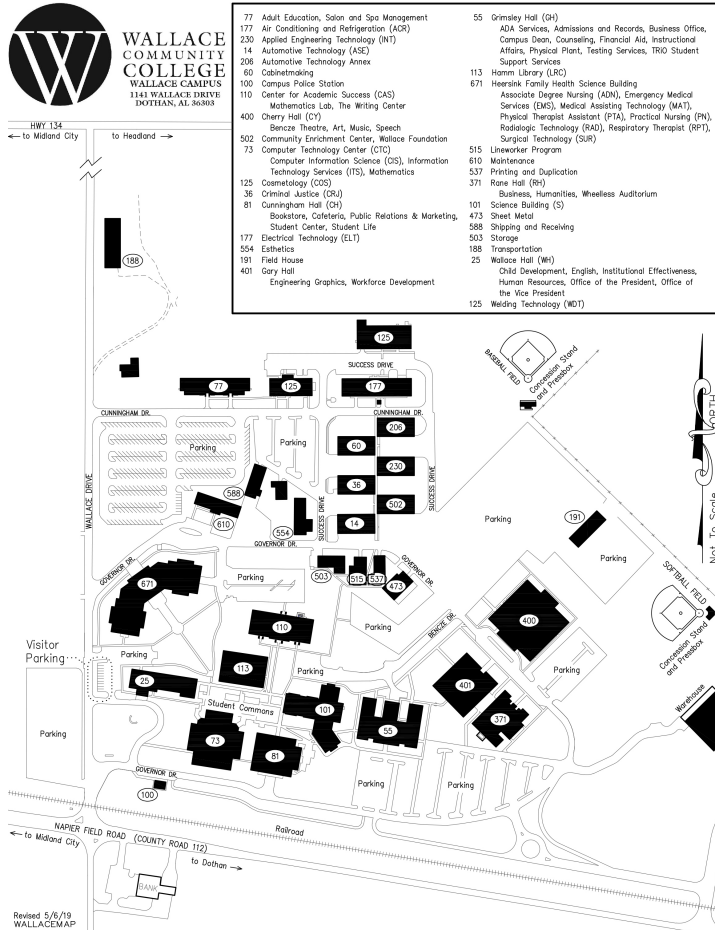 W
WALLACE
COMMUNITY
COLLEGE
WALLACE CAMPUS
1141 WALLACE DRIVE
DOTHAN, AL 36303
77 Adult Education, Salon and Spa Management
177 Air Conditioning and Refrigeration (ACR)
230 Applied Engineering Technology (INT)
14 Automotive Technology (ASE)
206 Automotive Technology Annex
60 Cabinetmaking
100 Campus Police Station
110 Center for Academic Success (CAS)
Mathematics Lab, The Writing Center
400 Cherry Hall (CY)
Bencze Theatre, Art, Music, Speech
502 Community Enrichment Center, Wallace Foundation
73 Computer Technology Center (CTC)
Computer Information Science (CIS), Information
Technology Services (ITS), Mathematics
125 Cosmetology (COS)
36 Criminal Justice (CRJ)
81 Cunningham Hall (CH)
Bookstore, Cafeteria, Public Relations & Marketing,
Student Center, Student Life
177 Electrical Technology (ELT)
554 Esthetics
191 Field House
401 Gary Hall
Engineering Graphics, Workforce Development
55 Grimsley Hall (GH)
ADA Services, Admissions and Records, Business Office,
Campus Dean, Counseling, Financial Aid, Instructional
Affairs, Physical Plant, Testing Services, TRiO Student
Support Services
113 Hamm Library (LRC)
671 Heersink Family Health Science Building
Associate Degree Nursing (ADN), Emergency Medical
Services (EMS), Medical Assisting Technology (MAT),
Physical Therapist Assistant (PTA), Practical Nursing (PN),
Radialogic Technology (RAD), Respiratory Therapist (RPT),
Surgical Technology (SUR)
515 Lineworker Program
610 Maintenance
537 Printing and Duplication
371 Rane Hall (RH)
Business, Humanities, Wheelless Auditorium
101 Science Building (S)
473 Sheet Metal
588 Shipping and Receiving
503 Storage
188 Transportation
25 Wallace Hall (WH)
Child Development, English, Institutional Effectiveness,
Human Resources, Office of the President, Office of
the Vice President
125 Welding Technology (WDT)
HWY 134
← to Midland City
to Headland →
188
125
SUCCESS DRIVE
77
125
177
BASEBALL FIELD
Concession Stand
and Pressbox
NORTH
Not To Scale
CUNNINGHAM DR.
CUNNINGHAM DR.
206
Parking
Parking
60
230
WALLACE DRIVE
588
36
SUCCESS DRIVE
SUCCESS DRIVE
502
610
554
14
Parking
191
Parking
GOVERNOR DR.
GOVERNOR DR.
GOVERNOR DR.
671
Parking
503
515
537
473
SOFTBALL FIELD
Concession Stand
and Pressbox
110
Parking
BENCZE DR.
400
Visitor
Parking
Parking
113
Parking
Parking
25
401
Student Commons
101
371
Warehouse
Parking
73
81
55
GOVERNOR DR.
100
Parking
Parking
Railroad
NAPIER FIELD ROAD (COUNTY ROAD 112)
← to Midland City
to Dothan →
BANK
Revised 5/6/19
WALLACEMAP